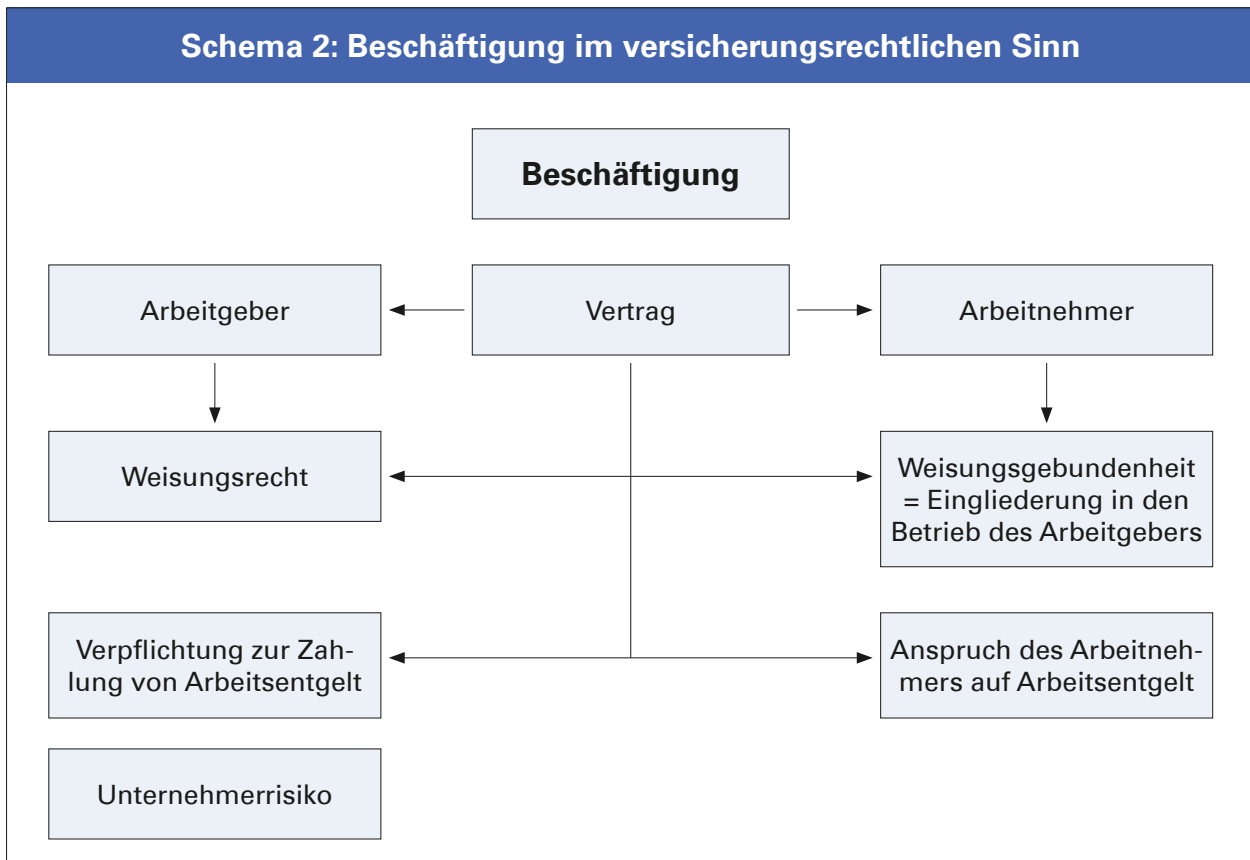 Schema 2: Beschäftigung im versicherungsrechtlichen Sinn
Beschäftigung
Arbeitgeber
Vertrag
Arbeitnehmer
Weisungsrecht
Weisungsgebundenheit
= Eingliederung in den
Betrieb des Arbeitgebers
Verpflichtung zur Zah-
lung von Arbeitsentgelt
Anspruch des Arbeitneh-
mers auf Arbeitsentgelt
Unternehmerrisiko